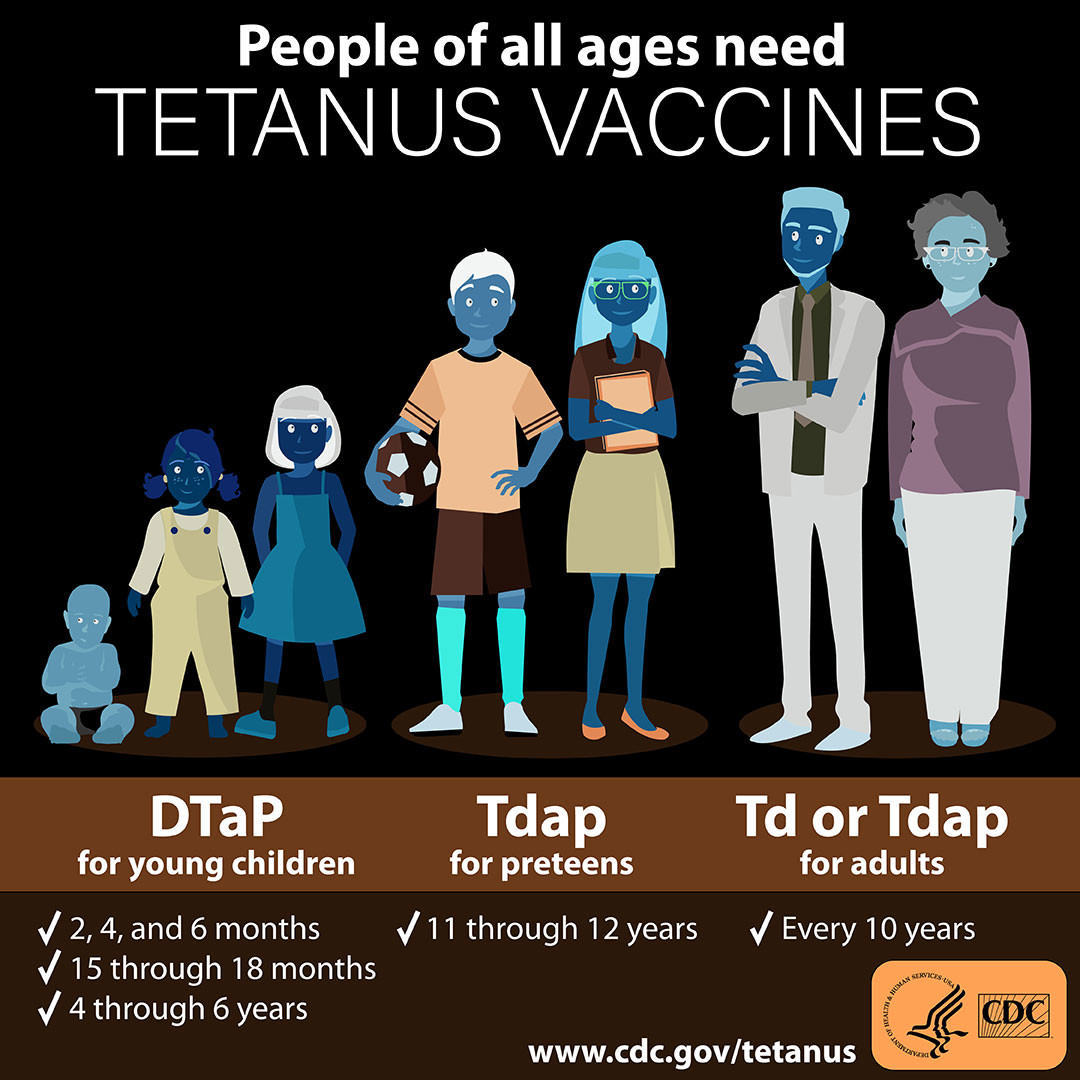 People of all ages need
TETANUS VACCINES
DTaP
for young children
✓ 2, 4, and 6 months
✓ 15 through 18 months
✓ 4 through 6 years
Tdap
for preteens
✓ 11 through 12 years
Td or Tdap
for adults
✓ Every 10 years
www.cdc.gov/tetanus
DEPARTMENT OF HEALTH & HUMAN SERVICES·USA
CDC